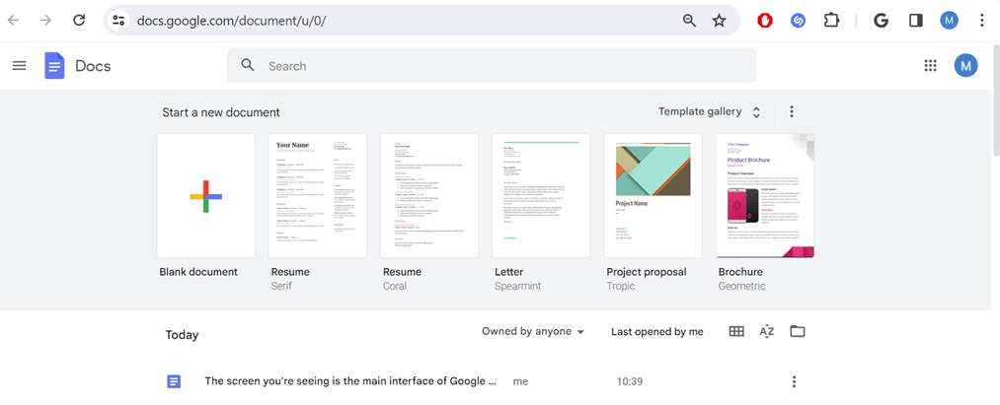 docs.google.com/document/u/0/
M
Docs
Search
M
Start a new document
Template gallery
Your Name
Project Name
Your Company
Product Brochure
Product Overview
Blank document
Resume
Serif
Resume
Coral
Letter
Spearmint
Project proposal
Tropic
Brochure
Geometric
Today
Owned by anyone
Last opened by me
AZ
The screen you're seeing is the main interface of Google ...
me
10:39